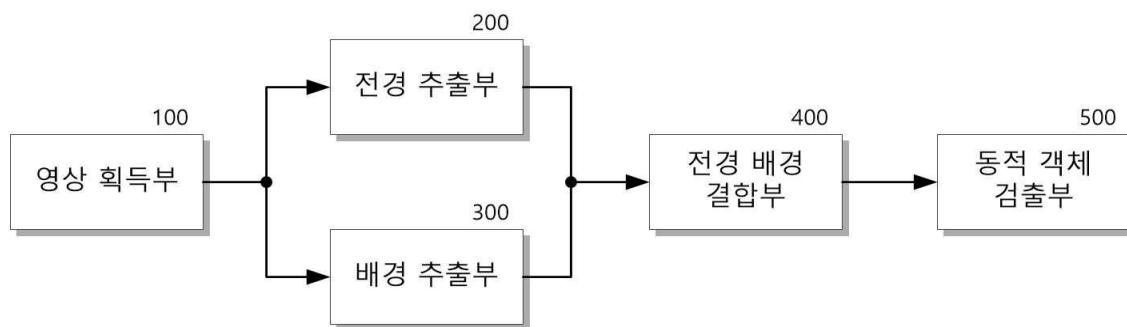 100
영상 획득부
200
전경 추출부
300
배경 추출부
400
전경 배경
결합부
500
동적 객체
검출부